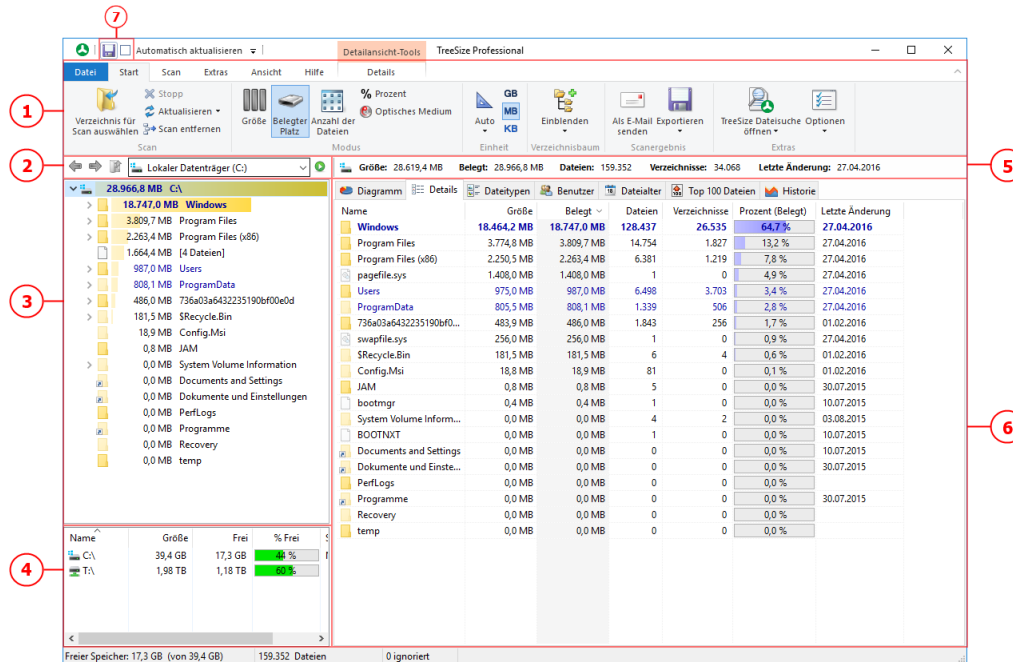 7
Automatisch aktualisieren
Detailansicht-Tools
TreeSize Professional
Datei Start Scan Extras Ansicht Hilfe Details
1
Verzeichnis für Scan auswählen
Stopp
Aktualisieren
Scan entfernen
Scan
Größe
Belegter Platz
Anzahl der Dateien
% Prozent
Optisches Medium
Modus
Auto
GB
MB
KB
Einheit
Einblenden
Verzeichnisbaum
Als E-Mail senden
Exportieren
Scanergebnis
TreeSize Dateisuche öffnen
Optionen
Extras
2
Lokaler Datenträger (C:)
Größe: 28.619,4 MB Belegt: 28.966,8 MB Dateien: 159.352 Verzeichnisse: 34.068 Letzte Änderung: 27.04.2016
5
3
28.966,8 MB C:\
18.747,0 MB Windows
3.809,7 MB Program Files
2.263,4 MB Program Files (x86)
1.664,4 MB [4 Dateien]
987,0 MB Users
808,1 MB ProgramData
486,0 MB 736a03a6432235190bf00e0d
181,5 MB $Recycle.Bin
18,9 MB Config.Msi
0,8 MB JAM
0,0 MB System Volume Information
0,0 MB Documents and Settings
0,0 MB Dokumente und Einstellungen
0,0 MB PerfLogs
0,0 MB Programme
0,0 MB Recovery
0,0 MB temp
Diagramm Details Dateitypen Benutzer Dateialter Top 100 Dateien Historie
Name Größe Belegt Dateien Verzeichnisse Prozent (Belegt) Letzte Änderung
Windows 18.464,2 MB 18.747,0 MB 128.437 26.535 64,7 % 27.04.2016
Program Files 3.774,8 MB 3.809,7 MB 14.754 1.827 13,2 % 27.04.2016
Program Files (x86) 2.250,5 MB 2.263,4 MB 6.381 1.219 7,8 % 27.04.2016
pagefile.sys 1.408,0 MB 1.408,0 MB 1 0 4,9 % 27.04.2016
Users 975,0 MB 987,0 MB 6.498 3.703 3,4 % 27.04.2016
ProgramData 805,5 MB 808,1 MB 1.339 506 2,8 % 27.04.2016
736a03a6432235190bf0... 483,9 MB 486,0 MB 1.843 256 1,7 % 01.02.2016
swapfile.sys 256,0 MB 256,0 MB 1 0 0,9 % 27.04.2016
$Recycle.Bin 181,5 MB 181,5 MB 6 4 0,6 % 01.02.2016
Config.Msi 18,8 MB 18,9 MB 81 0 0,1 % 01.02.2016
JAM 0,8 MB 0,8 MB 5 0 0,0 % 30.07.2015
bootmgr 0,4 MB 0,4 MB 1 0 0,0 % 10.07.2015
System Volume Inform... 0,0 MB 0,0 MB 4 2 0,0 % 03.08.2015
BOOTNXT 0,0 MB 0,0 MB 1 0 0,0 % 10.07.2015
Documents and Settings 0,0 MB 0,0 MB 0 0 0,0 % 10.07.2015
Dokumente und Einste... 0,0 MB 0,0 MB 0 0 0,0 % 30.07.2015
PerfLogs 0,0 MB 0,0 MB 0 0 0,0 %
Programme 0,0 MB 0,0 MB 0 0 0,0 % 30.07.2015
Recovery 0,0 MB 0,0 MB 0 0 0,0 %
temp 0,0 MB 0,0 MB 0 0 0,0 %
6
4
Name Größe Frei % Frei
C:\ 39,4 GB 17,3 GB 44 %
T:\ 1,98 TB 1,18 TB 60 %
Freier Speicher: 17,3 GB (von 39,4 GB) 159.352 Dateien 0 ignoriert